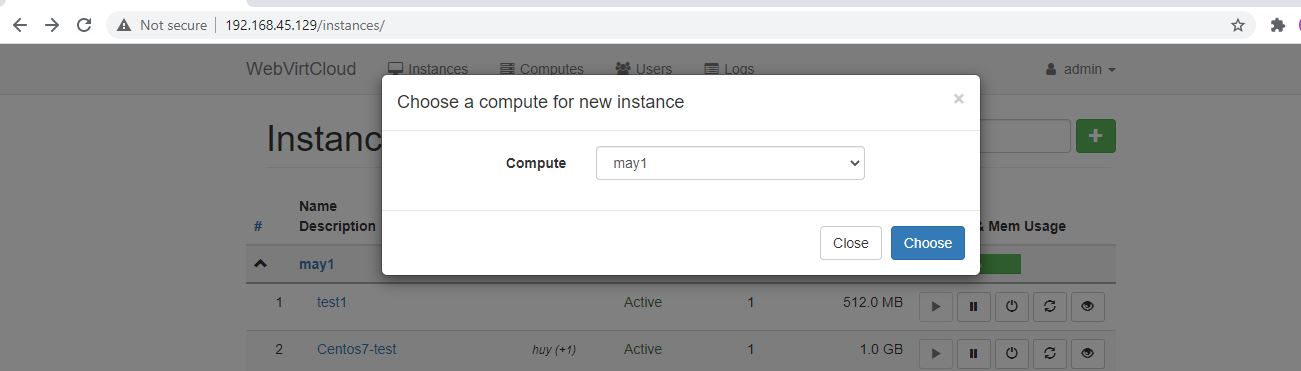 Not secure 192.168.45.129/instances/
WebVirtCloud Instances Computes Users Logs admin
Choose a compute for new instance ×
Instanc
Compute may1
Name
# Description Mem Usage
Close Choose
may1
1 test1 Active 1 512.0 MB
2 Centos7-test huy (+1) Active 1 1.0 GB